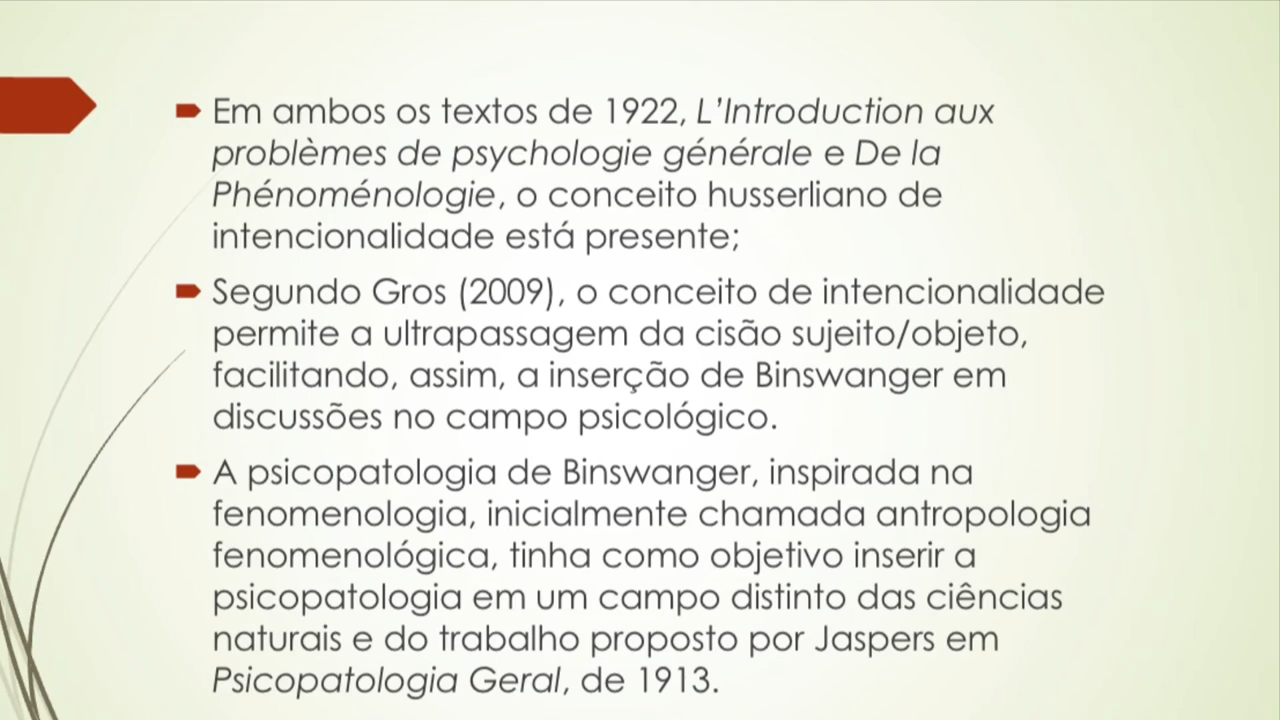 Em ambos os textos de 1922, L’Introduction aux
problèmes de psychologie générale e De la
Phénoménologie, o conceito husserliano de
intencionalidade está presente;
Segundo Gros (2009), o conceito de intencionalidade
permite a ultrapassagem da cisão sujeito/objeto,
facilitando, assim, a inserção de Binswanger em
discussões no campo psicológico.
A psicopatologia de Binswanger, inspirada na
fenomenologia, inicialmente chamada antropologia
fenomenológica, tinha como objetivo inserir a
psicopatologia em um campo distinto das ciências
naturais e do trabalho proposto por Jaspers em
Psicopatologia Geral, de 1913.